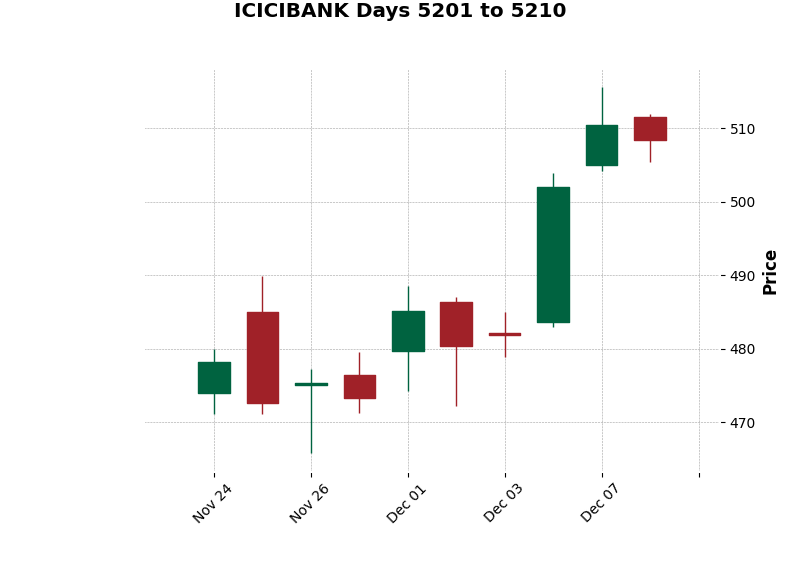 ICICIBANK Days 5201 to 5210
510
500
490
480
470
Price
Nov 24
Nov 26
Dec 01
Dec 03
Dec 07